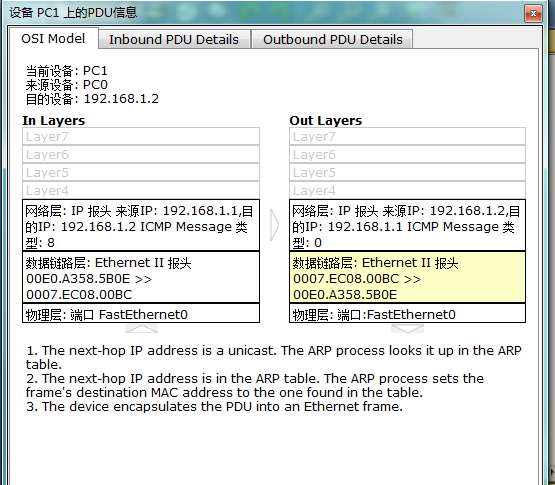 设备 PC1 上的PDU信息
OSI Model
Inbound PDU Details
Outbound PDU Details
当前设备: PC1
来源设备: PC0
目的设备: 192.168.1.2
In Layers
Layer7
Layer6
Layer5
Layer4
网络层: IP 报头 来源IP: 192.168.1.1,目
的IP: 192.168.1.2 ICMP Message 类
型: 8
数据链路层: Ethernet II 报头
00E0.A358.5B0E >>
0007.EC08.00BC
物理层: 端口 FastEthernet0
Out Layers
Layer7
Layer6
Layer5
Layer4
网络层: IP 报头 来源IP: 192.168.1.2,目
的IP: 192.168.1.1 ICMP Message 类
型: 0
数据链路层: Ethernet II 报头
0007.EC08.00BC >>
00E0.A358.5B0E
物理层: 端口:FastEthernet0
1. The next-hop IP address is a unicast. The ARP process looks it up in the ARP
table.
2. The next-hop IP address is in the ARP table. The ARP process sets the
frame's destination MAC address to the one found in the table.
3. The device encapsulates the PDU into an Ethernet frame.